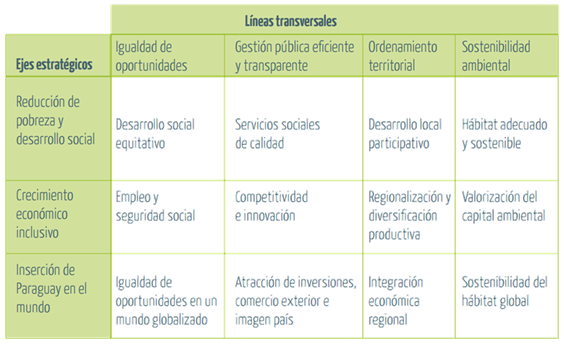 Líneas transversales
Ejes estratégicos
Igualdad de
oportunidades
Gestión pública eficiente
y transparente
Ordenamiento
territorial
Sostenibilidad
ambiental
Reducción de
pobreza y
desarrollo social
Desarrollo social
equitativo
Servicios sociales
de calidad
Desarrollo local
participativo
Hábitat adecuado
y sostenible
Crecimiento
económico
inclusivo
Empleo y
seguridad social
Competitividad
e innovación
Regionalización y
diversificación
productiva
Valorización del
capital ambiental
Inserción de
Paraguay en el
mundo
Igualdad de
oportunidades en un
mundo globalizado
Atracción de inversiones,
comercio exterior e
imagen país
Integración
económica
regional
Sostenibilidad del
hábitat global